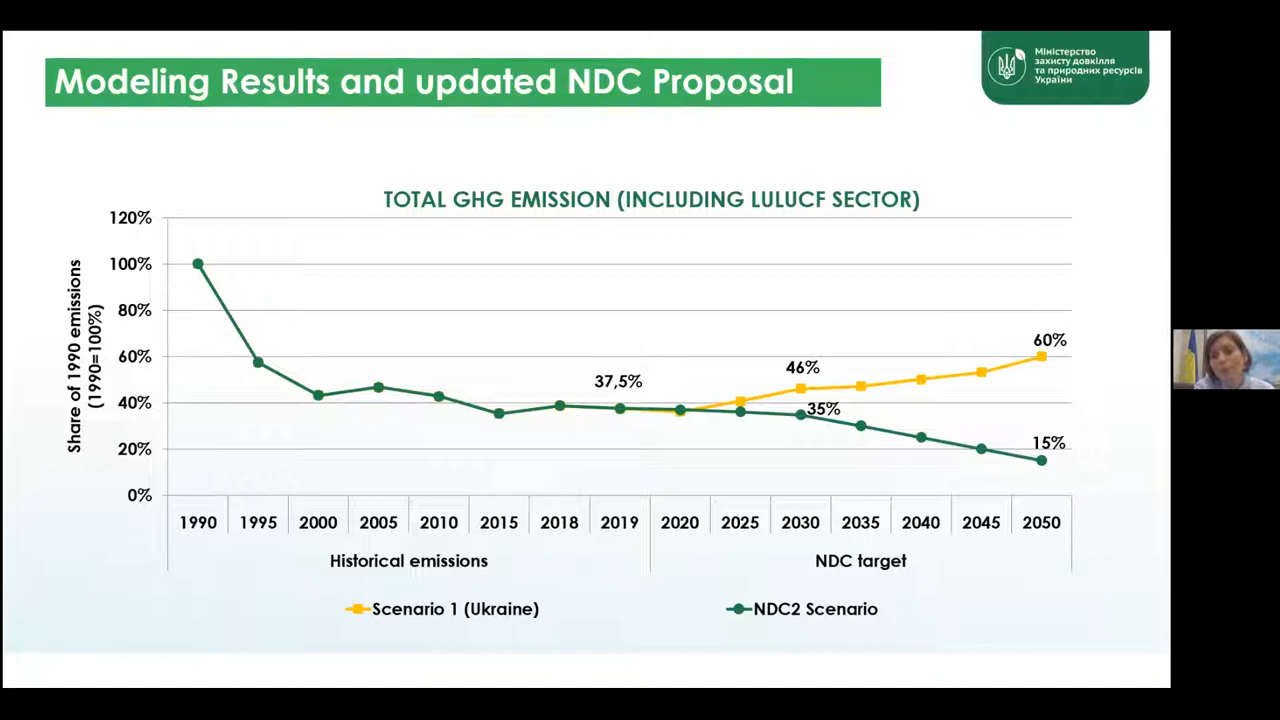 Modeling Results and updated NDC Proposal
Міністерство
захисту довкілля
та природних ресурсів
України
TOTAL GHG EMISSION (INCLUDING LULUCF SECTOR)
Share of 1990 emissions
(1990=100%)
120%
100%
80%
60%
40%
20%
0%
37,5%
46%
35%
60%
15%
1990 1995 2000 2005 2010 2015 2018 2019 2020 2025 2030 2035 2040 2045 2050
Historical emissions NDC target
Scenario 1 (Ukraine) NDC2 Scenario